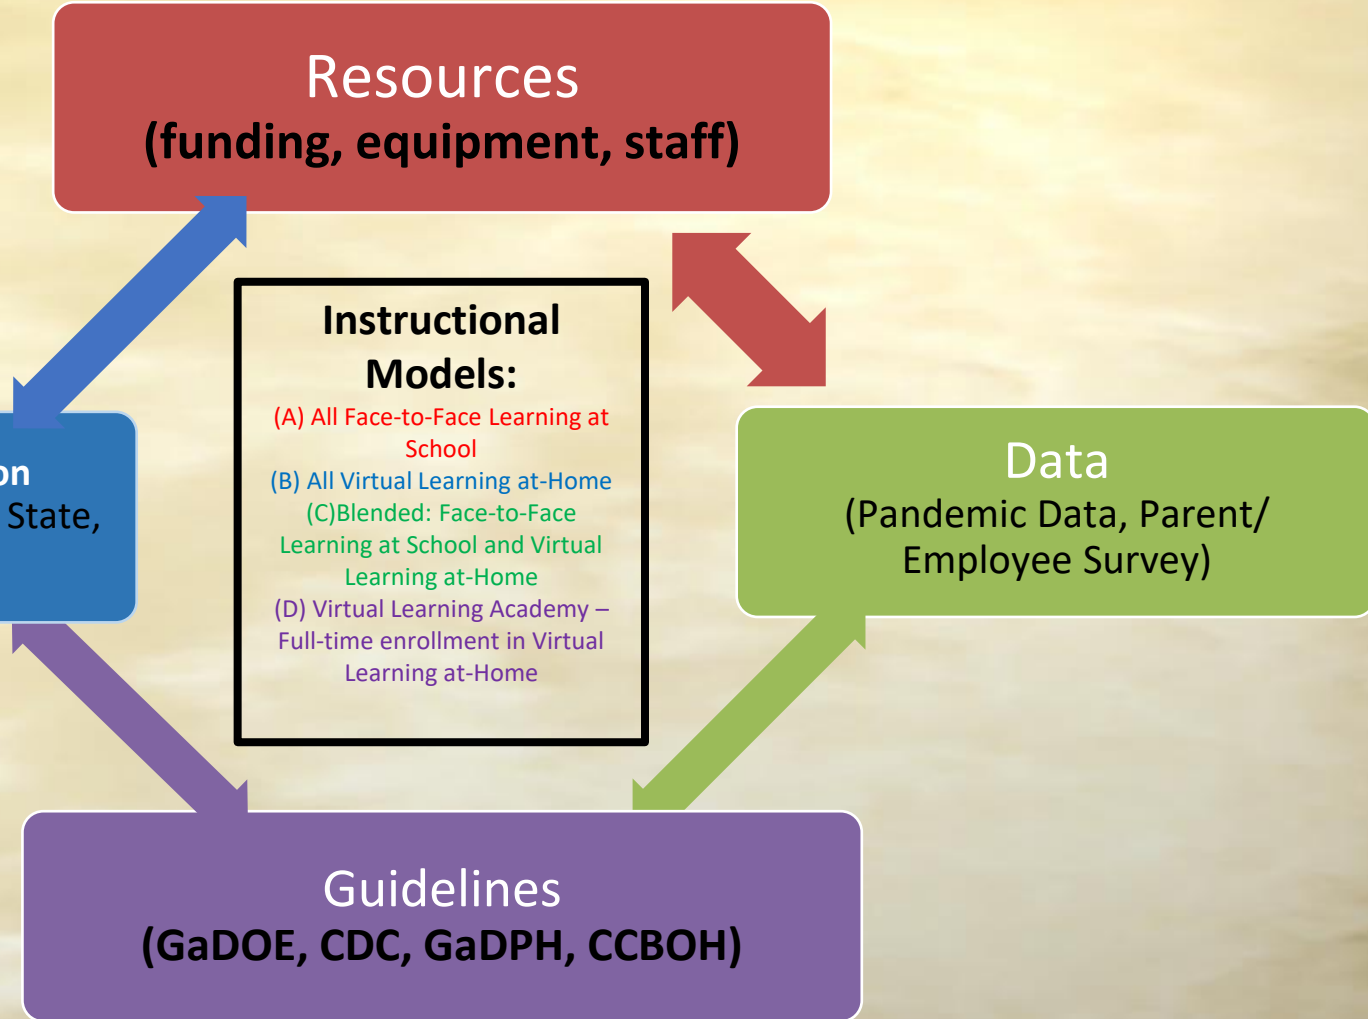 Resources
(funding, equipment, staff)
Instructional
Models:
(A) All Face-to-Face Learning at
School
(B) All Virtual Learning at-Home
(C)Blended: Face-to-Face
Learning at School and Virtual
Learning at-Home
(D) Virtual Learning Academy –
Full-time enrollment in Virtual
Learning at-Home
on
State,
Data
(Pandemic Data, Parent/
Employee Survey)
Guidelines
(GaDOE, CDC, GaDPH, CCBOH)